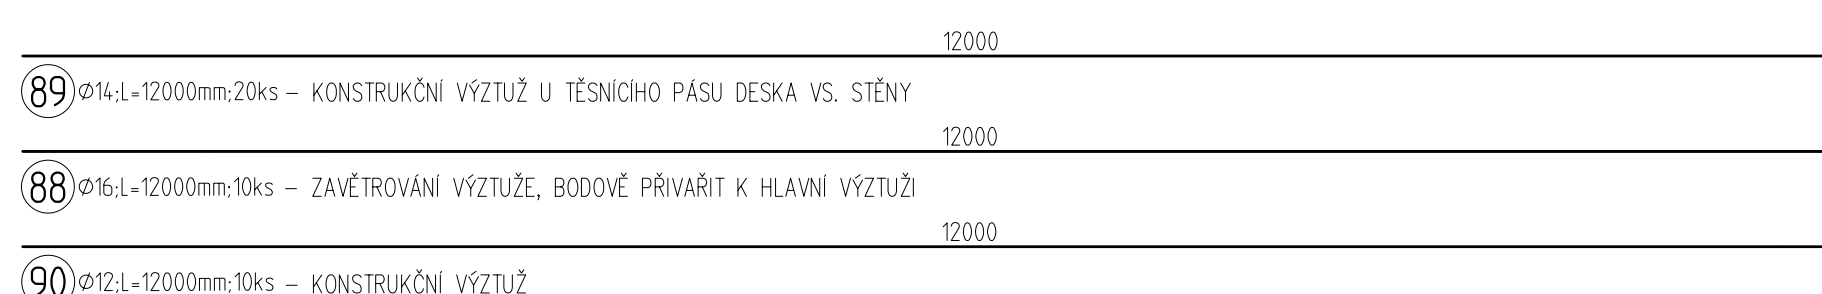 12000
89 Ø14;L=12000mm;20ks – KONSTRUKČNÍ VÝZTUŽ U TĚSNÍCÍHO PÁSU DESKA VS. STĚNY
12000
88 Ø16;L=12000mm;10ks – ZAVĚTROVÁNÍ VÝZTUŽE, BODOVĚ PŘIVAŘIT K HLAVNÍ VÝZTUŽI
12000
90 Ø12;L=12000mm;10ks – KONSTRUKČNÍ VÝZTUŽ